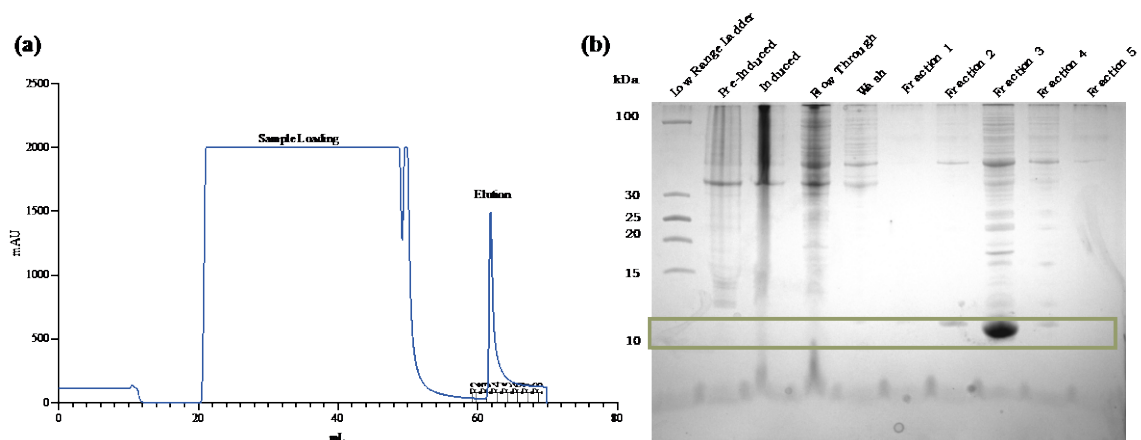 (a)
2500
2000
1500
1000
500
0
mAU
Sample Loading
Elution
0
20
40
60
80
mL
(b)
kDa
Low Range Ladder
Pre-Induced
Induced
Flow Through
Wash
Fraction 1
Fraction 2
Fraction 3
Fraction 4
Fraction 5
100
30
25
20
15
10